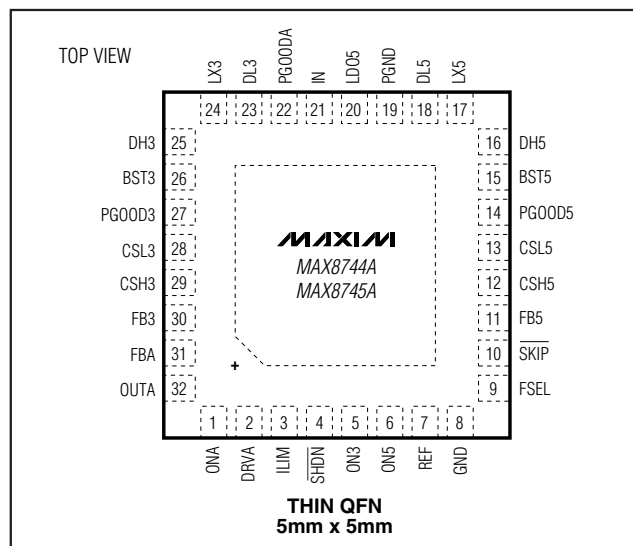 TOP VIEW
LX3
DL3
PGOODA
IN
LDO5
PGND
DL5
LX5
24 23 22 21 20 19 18 17
DH3 25
BST3 26
PGOOD3 27
CSL3 28
CSH3 29
FB3 30
FBA 31
OUTA 32
MAXIM
MAX8744A
MAX8745A
+
16 DH5
15 BST5
14 PGOOD5
13 CSL5
12 CSH5
11 FB5
10 SKIP
9 FSEL
1 2 3 4 5 6 7 8
ONA
DRVA
ILIM
SHDN
ON3
ON5
REF
GND
THIN QFN
5mm x 5mm